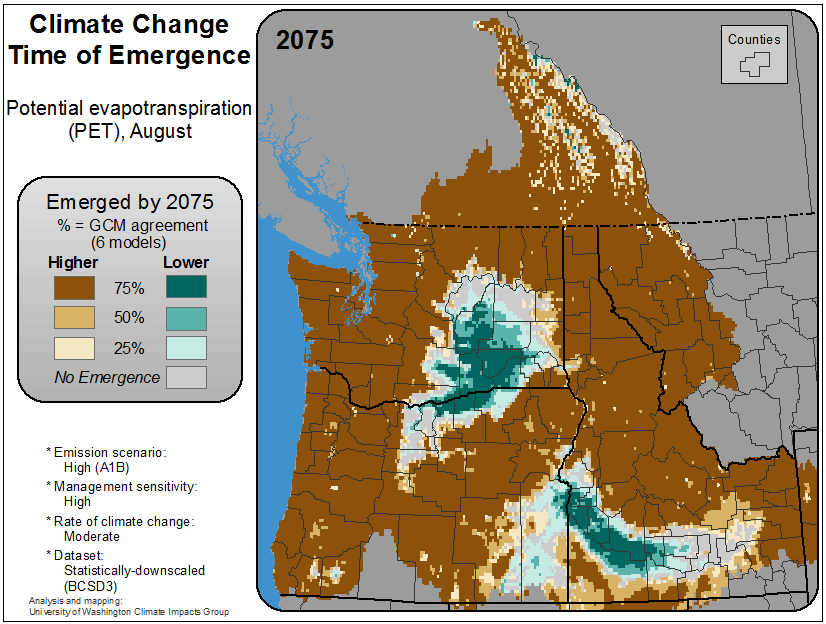 Climate Change
Time of Emergence
Potential evapotranspiration
(PET), August
Emerged by 2075
% = GCM agreement
(6 models)
Higher Lower
75%
50%
25%
No Emergence
* Emission scenario:
High (A1B)
* Management sensitivity:
High
* Rate of climate change:
Moderate
* Dataset:
Statistically-downscaled
(BCSD3)
Analysis and mapping:
University of Washington Climate Impacts Group
2075
Counties